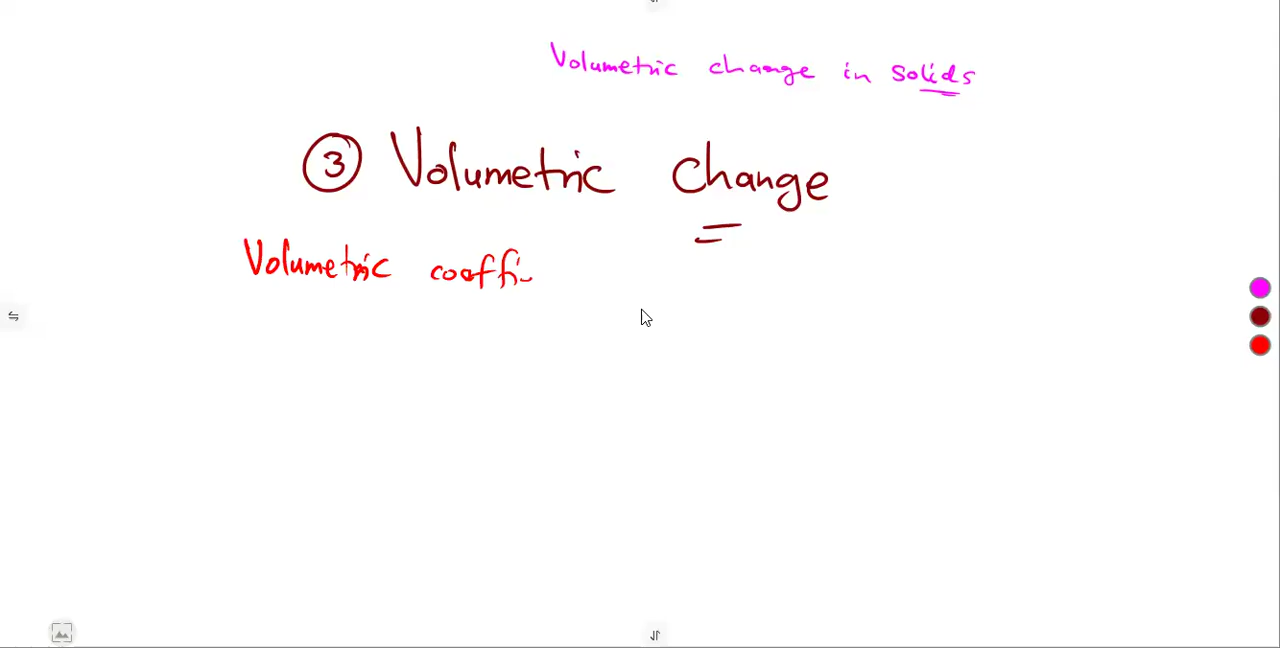 Volumetric change in solids
③ Volumetric change
Volumetric coeffi